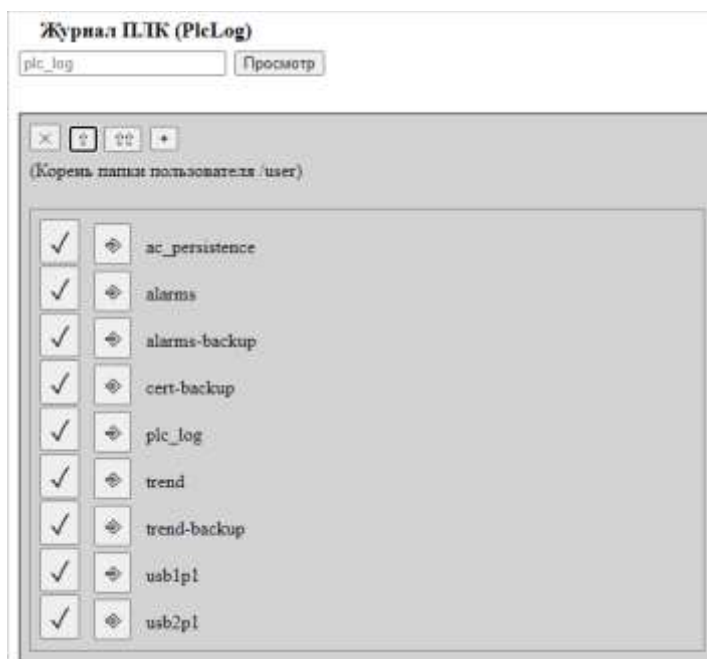 Журнал ПЛК (PlcLog)
plc_log Просмотр
(Корень папки пользователя /user)
ac_persistence
alarms
alarms-backup
cert-backup
plc_log
trend
trend-backup
usb1p1
usb2p1